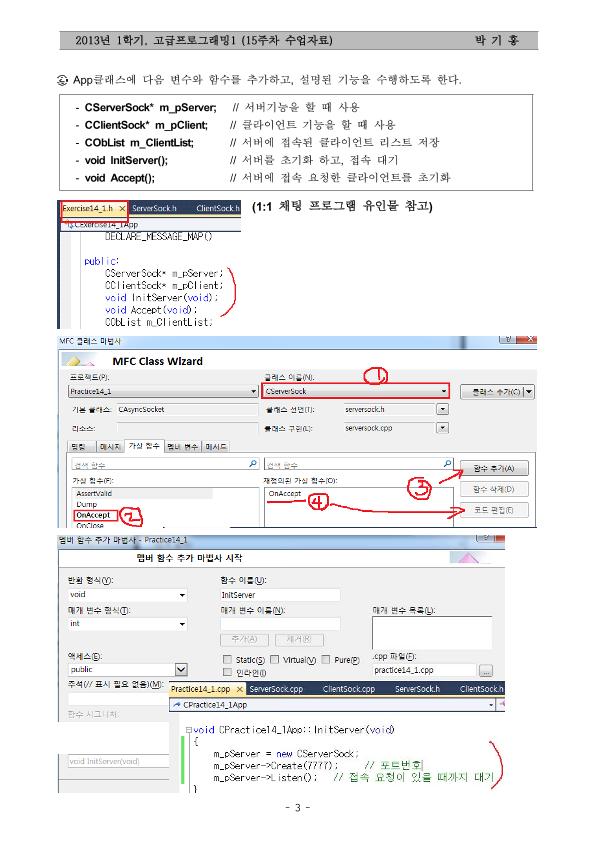 2013년 1학기, 고급프로그래밍1 (15주차 수업자료) 박 기 홍
② App클래스에 다음 변수와 함수를 추가하고, 설명된 기능을 수행하도록 한다.
- CServerSock* m_pServer; // 서버기능을 할 때 사용
- CClientSock* m_pClient; // 클라이언트 기능을 할 때 사용
- CObList m_ClientList; // 서버에 접속된 클라이언트 리스트 저장
- void InitServer(); // 서버를 초기화 하고, 접속 대기
- void Accept(); // 서버에 접속 요청한 클라이언트를 초기화
Exercise14_1.h × ServerSock.h ClientSock.h
(1:1 채팅 프로그램 유인물 참고)
CExercise14_1App
DECLARE_MESSAGE_MAP()
public:
CServerSock* m_pServer;
CClientSock* m_pClient;
void InitServer(void);
void Accept(void);
CObList m_ClientList;
MFC 클래스 마법사
MFC Class Wizard
프로젝트(P): 클래스 이름(N): ①
Practice14_1 CServerSock 클래스 추가(C)
기본 클래스: CAsyncSocket 클래스 선언(T): serversock.h
리소스: 클래스 구현(L): serversock.cpp
명령 메시지 가상 함수 멤버 변수 메서드
검색 함수 검색 함수 함수 추가(A)
가상 함수(F): 재정의된 가상 함수(O): ③
AssertValid OnAccept 함수 삭제(D)
Dump ④
OnAccept ② 코드 편집(E)
OnClose
멤버 함수 추가 마법사 - Practice14_1
멤버 함수 추가 마법사 시작
반환 형식(Y): 함수 이름(U):
void InitServer
매개 변수 형식(T): 매개 변수 이름(N): 매개 변수 목록(L):
int
추가(A) 제거(R)
액세스(E): Static(S) Virtual(V) Pure(P) .cpp 파일(F):
public 인라인(I) practice14_1.cpp ...
주석(// 표시 필요 없음)(M):
Practice14_1.cpp × ServerSock.cpp ClientSock.cpp ServerSock.h ClientSock.h
CPractice14_1App
함수 시그니처:
void CPractice14_1App::InitServer(void)
{
m_pServer = new CServerSock;
void InitServer(void) m_pServer->Create(7777); // 포트번호
m_pServer->Listen(); // 접속 요청이 있을 때까지 대기
}
- 3 -